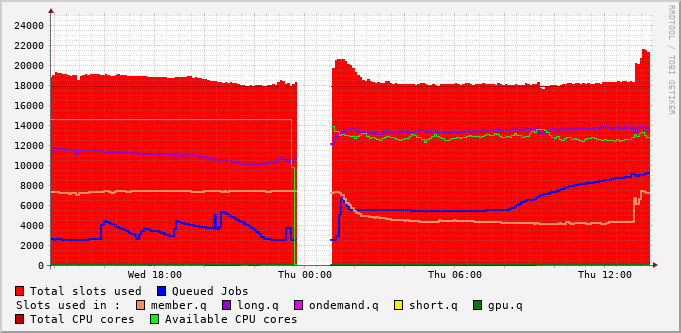 RRDTOOL / TOBI OETIKER
24000
22000
20000
18000
16000
14000
12000
10000
8000
6000
4000
2000
0
Wed 18:00 Thu 00:00 Thu 06:00 Thu 12:00
Total slots used Queued Jobs
Slots used in : member.q long.q ondemand.q short.q gpu.q
Total CPU cores Available CPU cores